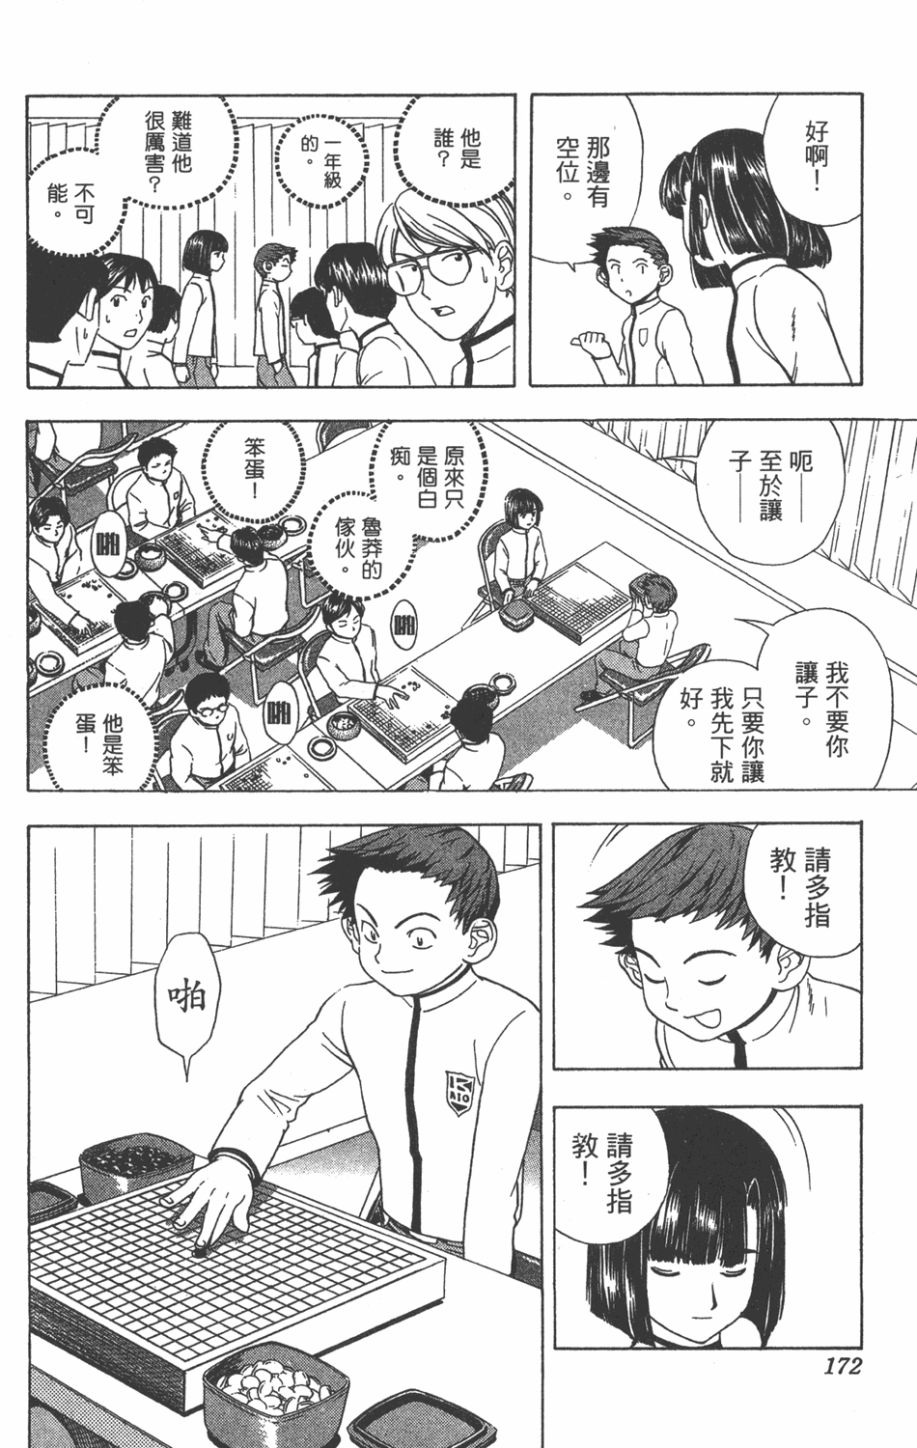 好啊！
那邊有
空位。
他是
誰？
一年級
的。
難道他
很厲害？
不可
能。
呃——
至於讓
子——
我不要你
讓子。
只要你讓
我先下就
好。
原來只
是個白
痴。
魯莽的
傢伙。
笨蛋！
他是笨
蛋！
啪
啪
啪
請多指
教！
請多指
教！
啪
KAIO
172